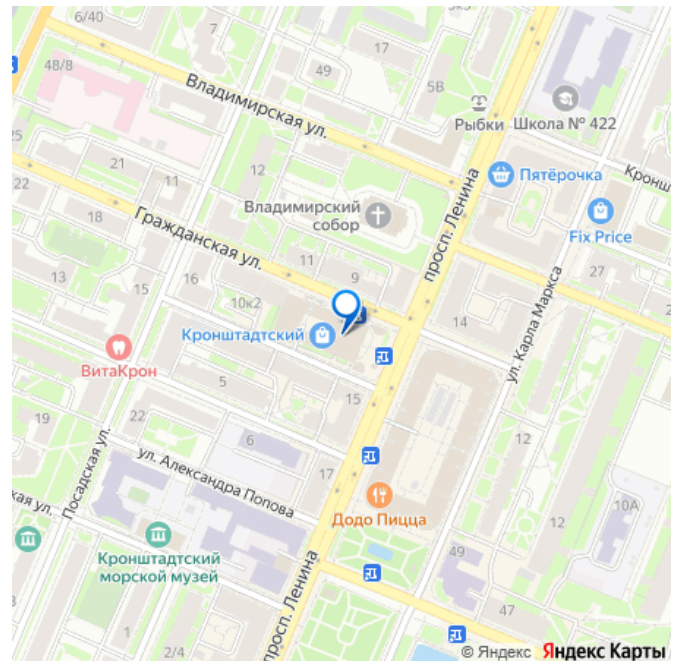 6/40
7
17
48/8
49
5В
Владимирская ул.
Рыбки
Школа № 422
25
21
12
11
22
Пятёрочка
Кроншт
Владимирский
собор
просп. Ленина
18
Гражданская ул.
Fix Price
11
13
15
16
9
27
10к2
14
ул. Карла Маркса
Кронштадтский
ВитаКрон
5
15
19
22
6
12
17
ул. Александра Попова
Посадская ул.
Додо Пицца
10А
12
кая ул.
Кронштадтский
морской музей
49
просп. Ленина
47
1
2/4
© Яндекс Яндекс Карты